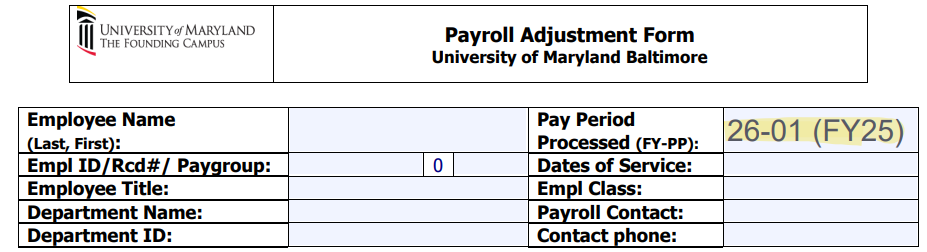 UNIVERSITY of MARYLAND
THE FOUNDING CAMPUS
Payroll Adjustment Form
University of Maryland Baltimore
Employee Name
(Last, First):
Pay Period
Processed (FY-PP):
26-01 (FY25)
Empl ID/Rcd#/ Paygroup:
0
Dates of Service:
Employee Title:
Empl Class:
Department Name:
Payroll Contact:
Department ID:
Contact phone: